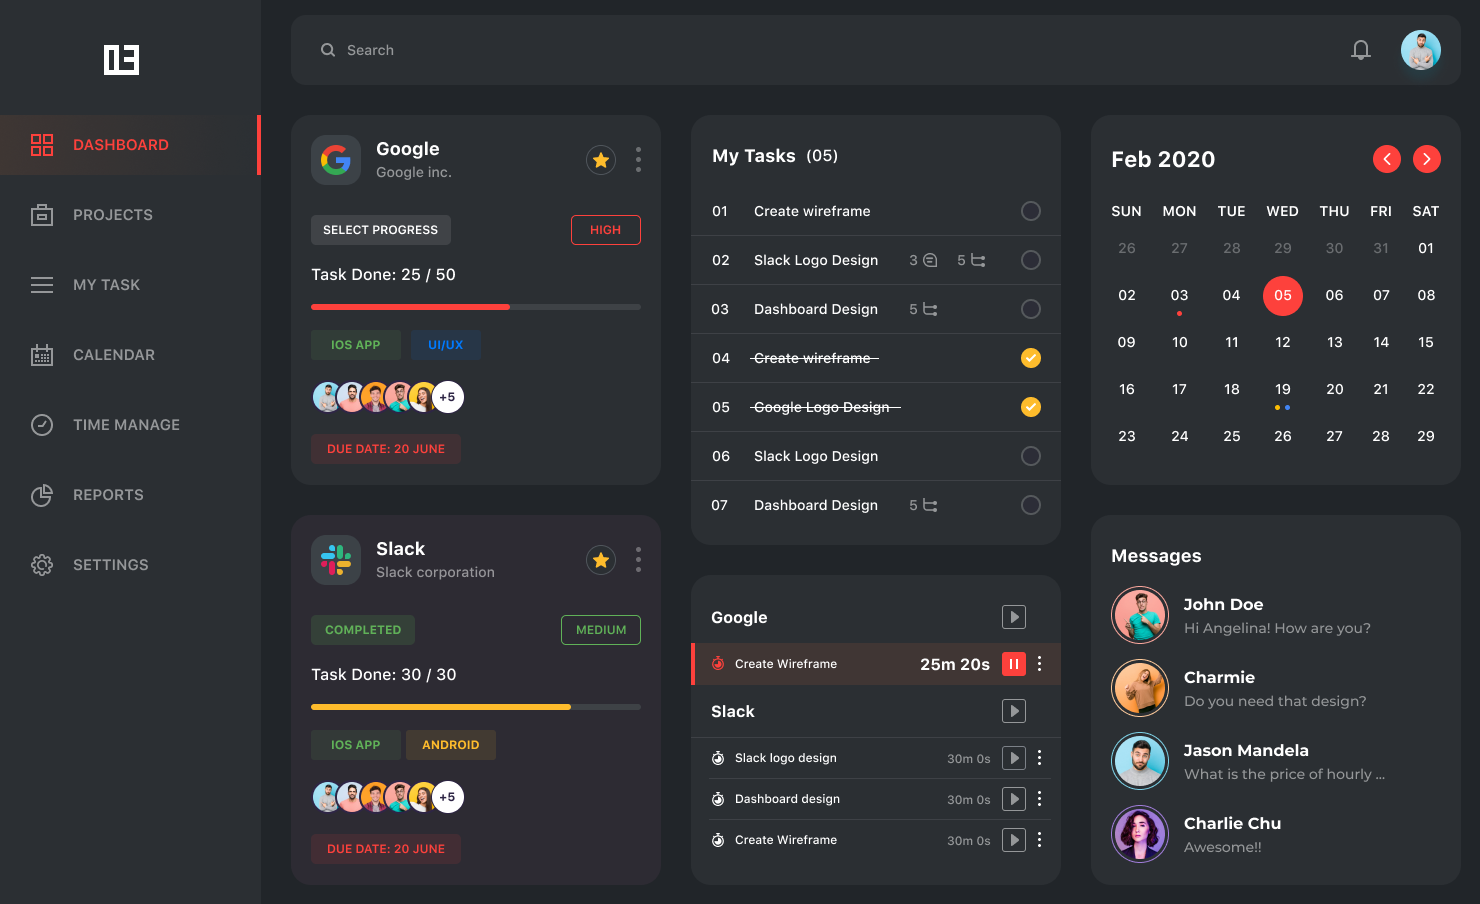 DASHBOARD
PROJECTS
MY TASK
CALENDAR
TIME MANAGE
REPORTS
SETTINGS
Search
Google
Google inc.
SELECT PROGRESS
HIGH
Task Done: 25 / 50
IOS APP
UI/UX
+5
DUE DATE: 20 JUNE
Slack
Slack corporation
COMPLETED
MEDIUM
Task Done: 30 / 30
IOS APP
ANDROID
+5
DUE DATE: 20 JUNE
My Tasks (05)
01 Create wireframe
02 Slack Logo Design 3 5
03 Dashboard Design 5
04 Create wireframe
05 Google Logo Design
06 Slack Logo Design
07 Dashboard Design 5
Google
Create Wireframe 25m 20s
Slack
Slack logo design 30m 0s
Dashboard design 30m 0s
Create Wireframe 30m 0s
Feb 2020
SUN MON TUE WED THU FRI SAT
26 27 28 29 30 31 01
02 03 04 05 06 07 08
09 10 11 12 13 14 15
16 17 18 19 20 21 22
23 24 25 26 27 28 29
Messages
John Doe
Hi Angelina! How are you?
Charmie
Do you need that design?
Jason Mandela
What is the price of hourly ...
Charlie Chu
Awesome!!